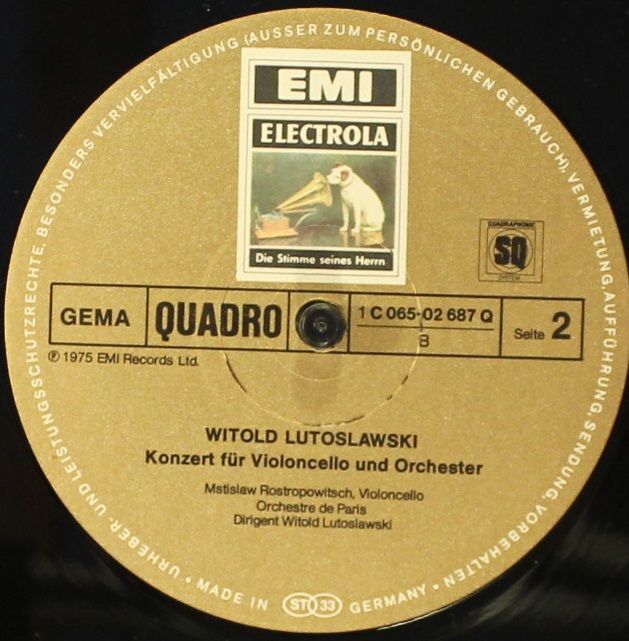 URHEBER- UND LEISTUNGSSCHUTZRECHTE, BESONDERS VERVIELFÄLTIGUNG (AUSSER ZUM PERSÖNLICHEN GEBRAUCH), VERMIETUNG, AUFFÜHRUNG, SENDUNG, VORBEHALTEN
EMI
ELECTROLA
Die Stimme seines Herrn
QUADRAPHONIC
SQ
SYSTEM
GEMA
QUADRO
1 C 065-02 687 Q
B
Seite 2
℗ 1975 EMI Records Ltd.
WITOLD LUTOSLAWSKI
Konzert für Violoncello und Orchester
Mstislaw Rostropowitsch, Violoncello
Orchestre de Paris
Dirigent Witold Lutoslawski
• MADE IN ST 33 GERMANY •